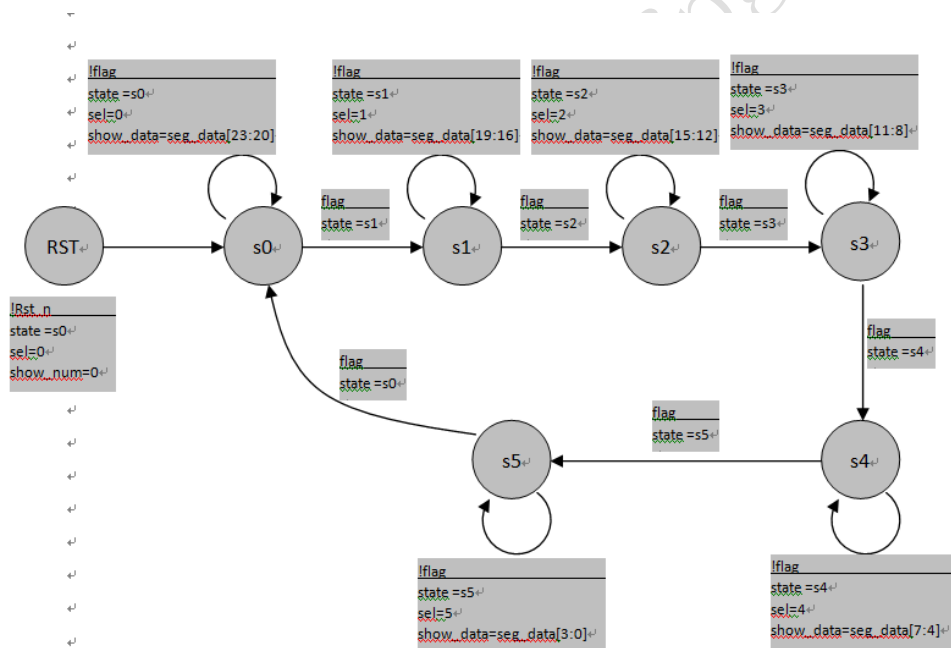 !flag
state =s0
sel=0
show_data=seg_data[23:20]
!flag
state =s1
sel=1
show_data=seg_data[19:16]
!flag
state =s2
sel=2
show_data=seg_data[15:12]
!flag
state =s3
sel=3
show_data=seg_data[11:8]
RST
s0
flag
state =s1
s1
flag
state =s2
s2
flag
state =s3
s3
!Rst_n
state =s0
sel=0
show_num=0
flag
state =s4
flag
state =s0
flag
state =s5
s5
s4
!flag
state =s5
sel=5
show_data=seg_data[3:0]
!flag
state =s4
sel=4
show_data=seg_data[7:4]